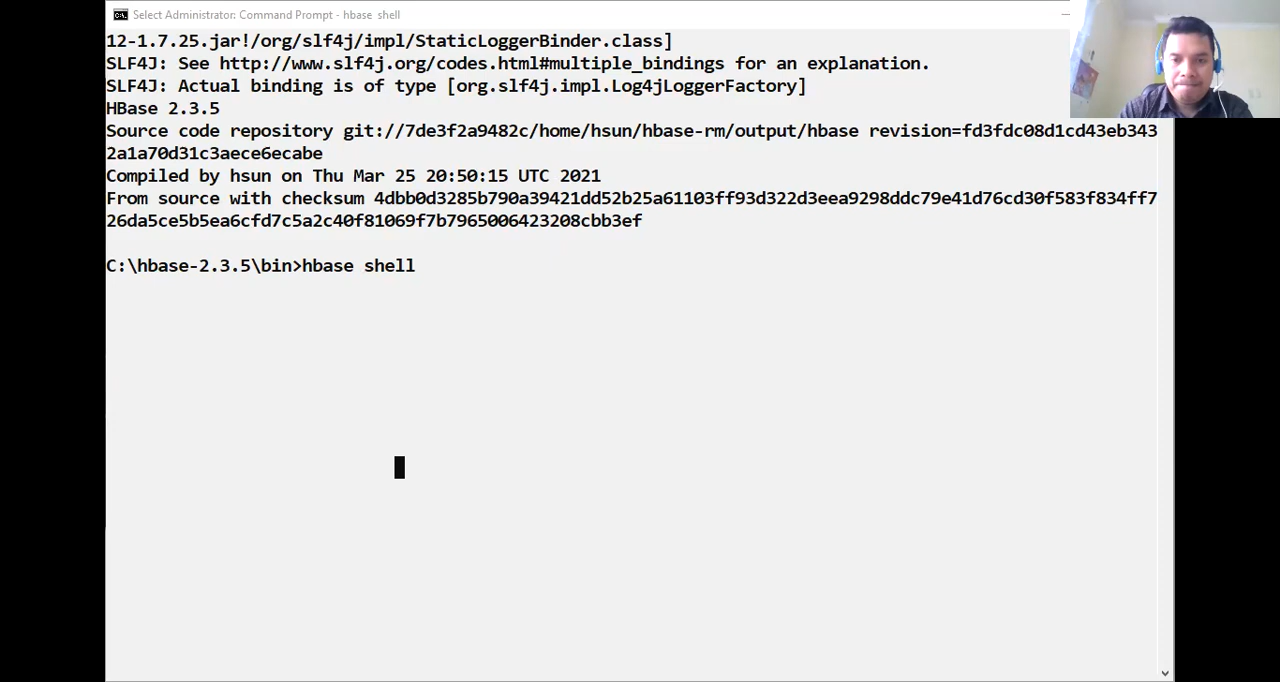 Select Administrator: Command Prompt - hbase  shell
12-1.7.25.jar!/org/slf4j/impl/StaticLoggerBinder.class]
SLF4J: See http://www.slf4j.org/codes.html#multiple_bindings for an explanation.
SLF4J: Actual binding is of type [org.slf4j.impl.Log4jLoggerFactory]
HBase 2.3.5
Source code repository git://7de3f2a9482c/home/hsun/hbase-rm/output/hbase revision=fd3fdc08d1cd43eb343
2a1a70d31c3aece6ecabe
Compiled by hsun on Thu Mar 25 20:50:15 UTC 2021
From source with checksum 4dbb0d3285b790a39421dd52b25a61103ff93d322d3eea9298ddc79e41d76cd30f583f834ff7
26da5ce5b5ea6cfd7c5a2c40f81069f7b7965006423208cbb3ef
C:\hbase-2.3.5\bin>hbase shell